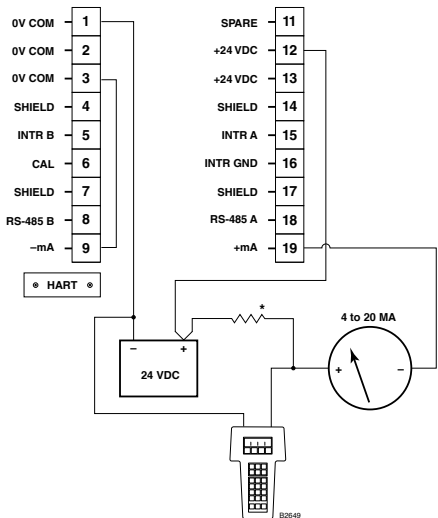 0V COM 1
0V COM 2
0V COM 3
SHIELD 4
INTR B 5
CAL 6
SHIELD 7
RS-485 B 8
–mA 9
HART
SPARE 11
+24 VDC 12
+24 VDC 13
SHIELD 14
INTR A 15
INTR GND 16
SHIELD 17
RS-485 A 18
+mA 19
*
4 to 20 MA
– +
24 VDC
+ –
B2649